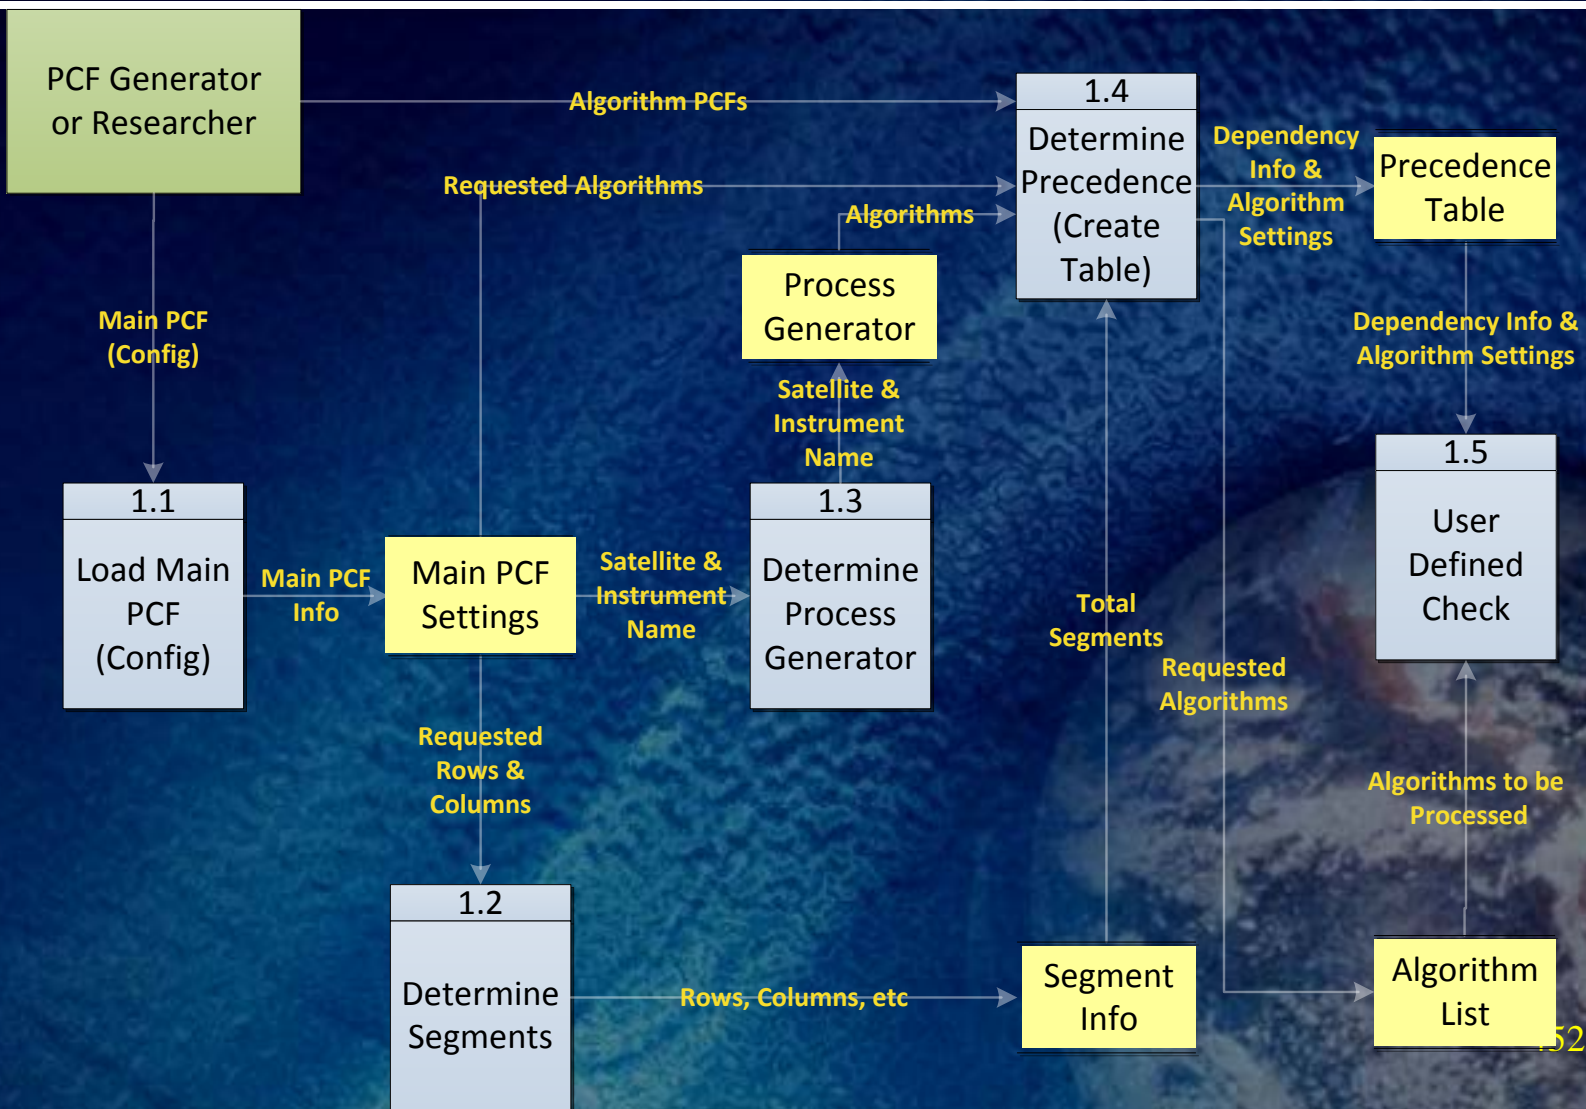 PCF Generator
or Researcher
Algorithm PCFs
Requested Algorithms
Algorithms
1.4
Determine
Precedence
(Create
Table)
Dependency
Info &
Algorithm
Settings
Precedence
Table
Process
Generator
Main PCF
(Config)
Dependency Info &
Algorithm Settings
Satellite &
Instrument
Name
1.1
Load Main
PCF
(Config)
Main PCF
Info
Main PCF
Settings
Satellite &
Instrument
Name
1.3
Determine
Process
Generator
Total
Segments
Requested
Algorithms
1.5
User
Defined
Check
Requested
Rows &
Columns
Algorithms to be
Processed
1.2
Determine
Segments
Rows, Columns, etc
Segment
Info
Algorithm
List